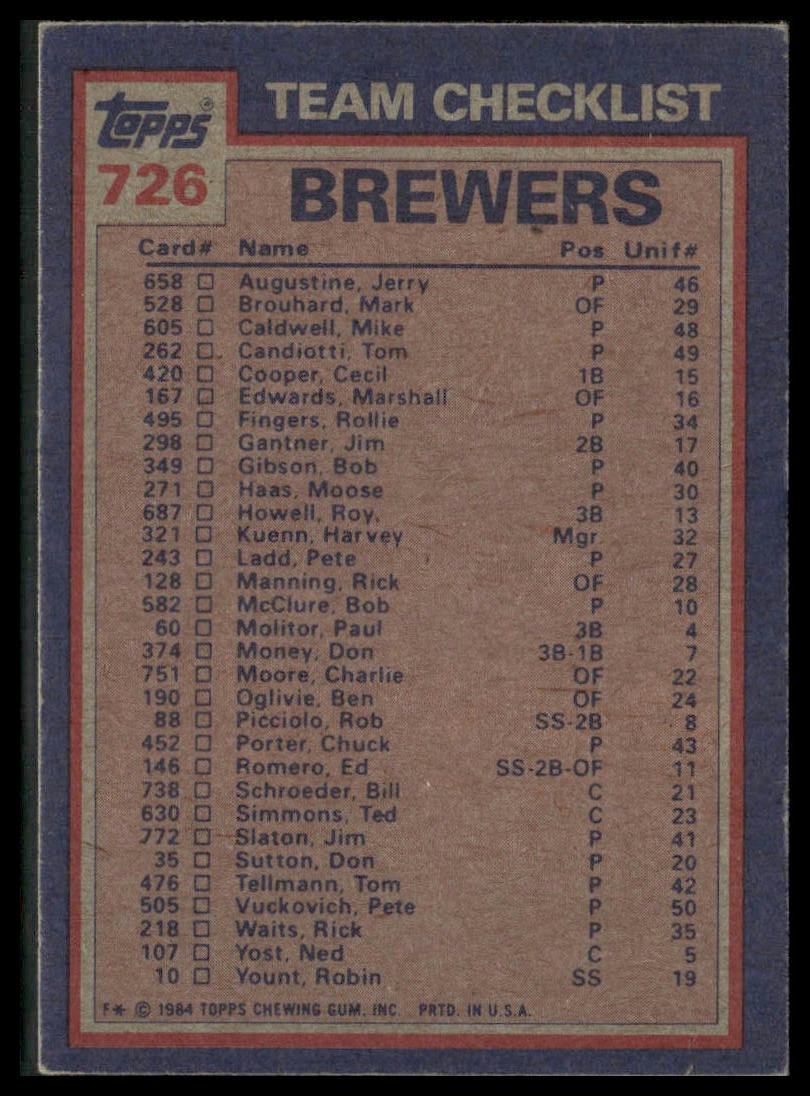 TEAM CHECKLIST
Topps®
726
BREWERS
Card# Name Pos Unif#
658 Augustine, Jerry P 46
528 Brouhard, Mark OF 29
605 Caldwell, Mike P 48
262 Candiotti, Tom P 49
420 Cooper, Cecil 1B 15
167 Edwards, Marshall OF 16
495 Fingers, Rollie P 34
298 Gantner, Jim 2B 17
349 Gibson, Bob P 40
271 Haas, Moose P 30
687 Howell, Roy, 3B 13
321 Kuenn, Harvey Mgr 32
243 Ladd, Pete P 27
128 Manning, Rick OF 28
582 McClure, Bob P 10
60 Molitor, Paul 3B 4
374 Money, Don 3B-1B 7
751 Moore, Charlie OF 22
190 Oglivie, Ben OF 24
88 Picciolo, Rob SS-2B 8
452 Porter, Chuck P 43
146 Romero, Ed SS-2B-OF 11
738 Schroeder, Bill C 21
630 Simmons, Ted C 23
772 Slaton, Jim P 41
35 Sutton, Don P 20
476 Tellmann, Tom P 42
505 Vuckovich, Pete P 50
218 Waits, Rick P 35
107 Yost, Ned C 5
10 Yount, Robin SS 19
F* © 1984 TOPPS CHEWING GUM, INC. PRTD. IN U.S.A.